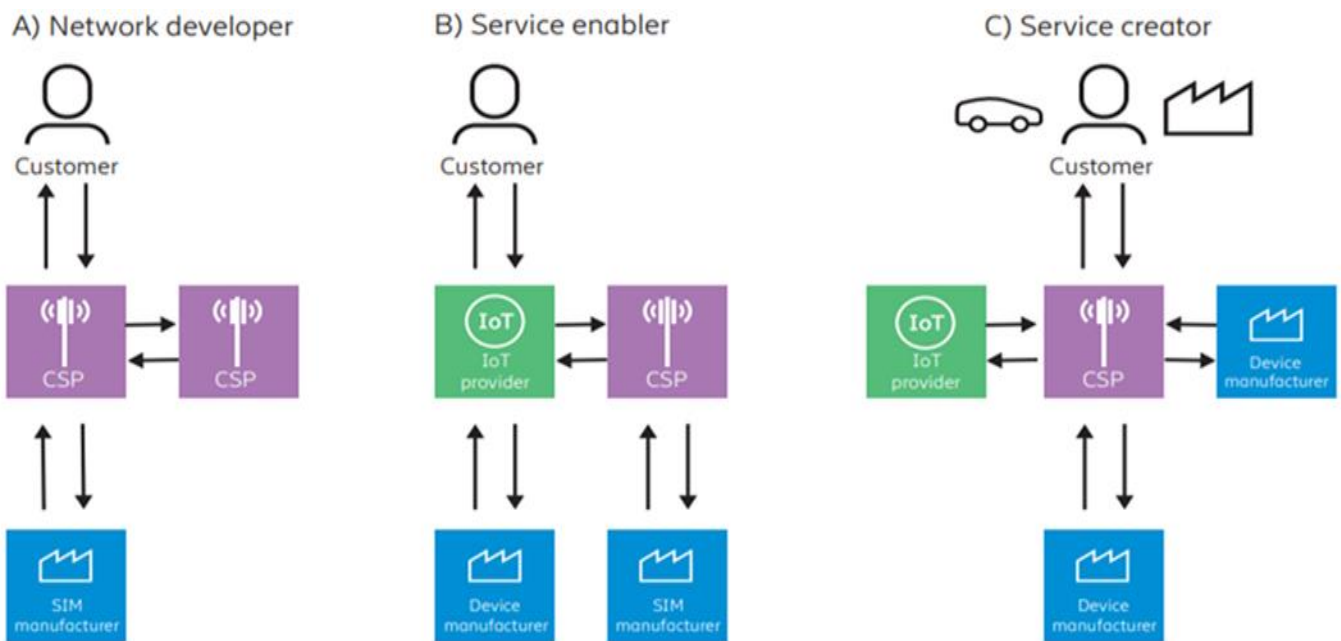 A) Network developer
B) Service enabler
C) Service creator
Customer
Customer
Customer
CSP
CSP
IoT
IoT
provider
CSP
IoT
IoT
provider
CSP
Device
manufacturer
SIM
manufacturer
Device
manufacturer
SIM
manufacturer
Device
manufacturer